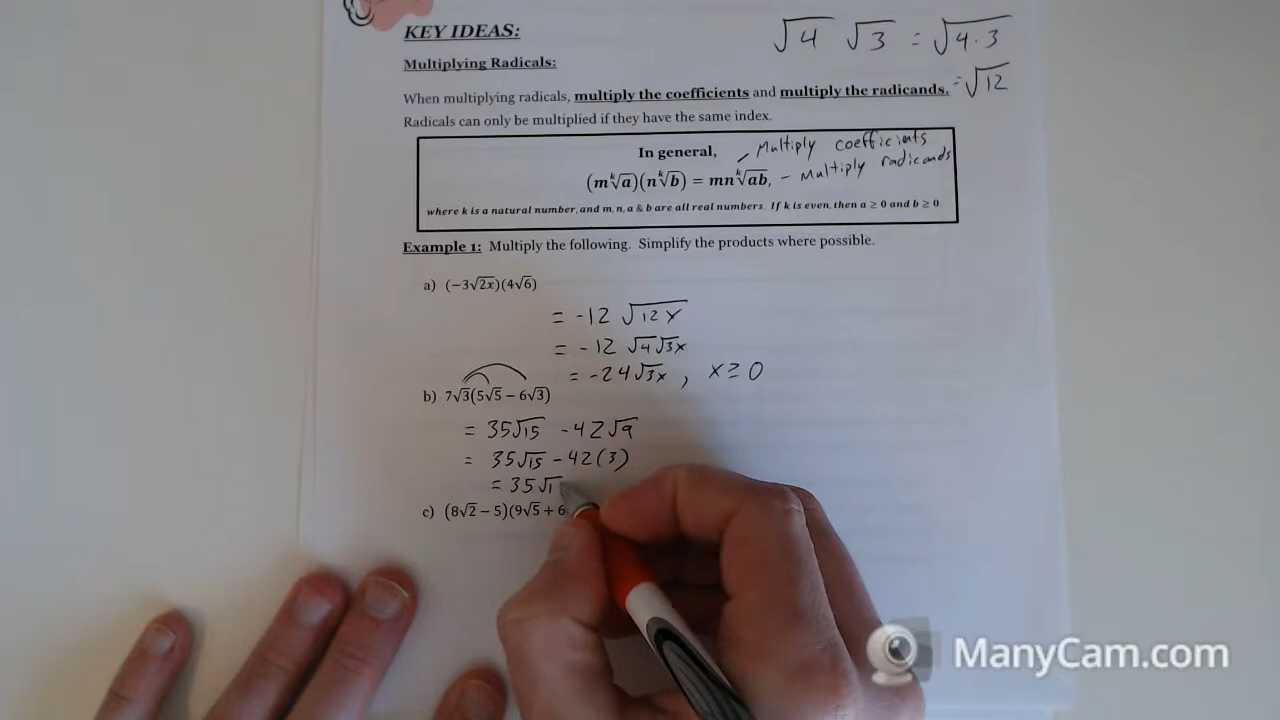 KEY IDEAS:
√4 √3 = √4·3
Multiplying Radicals:
When multiplying radicals, multiply the coefficients and multiply the radicands. = √12
Radicals can only be multiplied if they have the same index.
In general, - Multiply coefficients
(m ᵏ√a)(n ᵏ√b) = mn ᵏ√ab, - Multiply radicands
where k is a natural number, and m, n, a & b are all real numbers. If k is even, then a ≥ 0 and b ≥ 0.
Example 1: Multiply the following. Simplify the products where possible.
a) (−3√2x)(4√6)
= -12 √12x
= -12 √4√3x
= -24√3x , x ≥ 0
b) 7√3(5√5 − 6√3)
= 35√15 - 42√9
= 35√15 - 42(3)
= 35√1
c) (8√2 − 5)(9√5 + 6
ManyCam.com